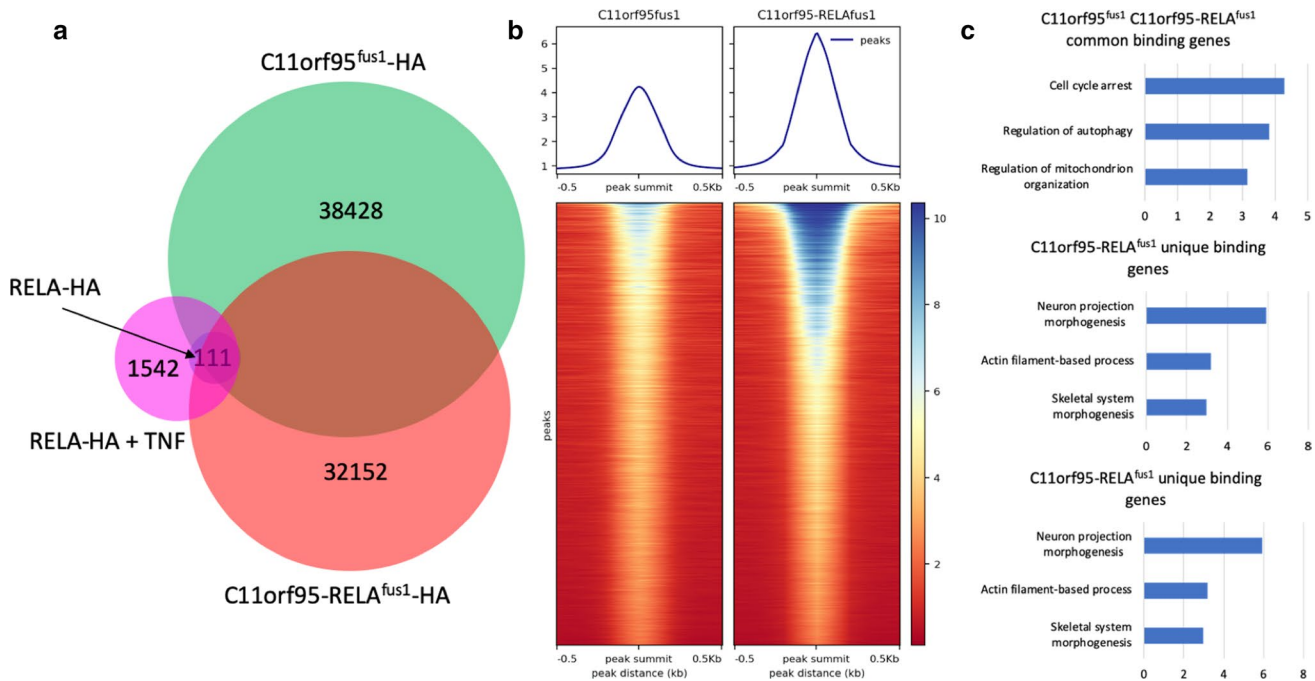 a
C11orf95fus1-HA
38428
RELA-HA
111
1542
RELA-HA + TNF
32152
C11orf95-RELAfus1-HA
b
C11orf95fus1
C11orf95-RELAfus1
peaks
6
5
4
3
2
1
-0.5
peak summit
0.5Kb
-0.5
peak summit
0.5Kb
peaks
10
8
6
4
2
-0.5
peak summit
0.5Kb
peak distance (kb)
-0.5
peak summit
0.5Kb
peak distance (kb)
c
C11orf95fus1 C11orf95-RELAfus1
common binding genes
Cell cycle arrest
Regulation of autophagy
Regulation of mitochondrion
organization
0 1 2 3 4 5
C11orf95-RELAfus1 unique binding
genes
Neuron projection
morphogenesis
Actin filament-based process
Skeletal system
morphogenesis
0 2 4 6 8
C11orf95-RELAfus1 unique binding
genes
Neuron projection
morphogenesis
Actin filament-based process
Skeletal system
morphogenesis
0 2 4 6 8